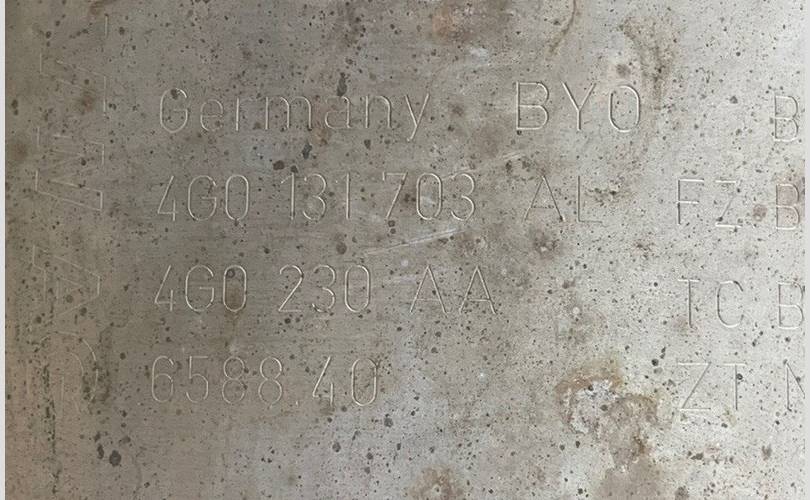 Germany BYO B
4G0 131 703 AL FZ B
4G0 230 AA TC B
6588.40 ZT